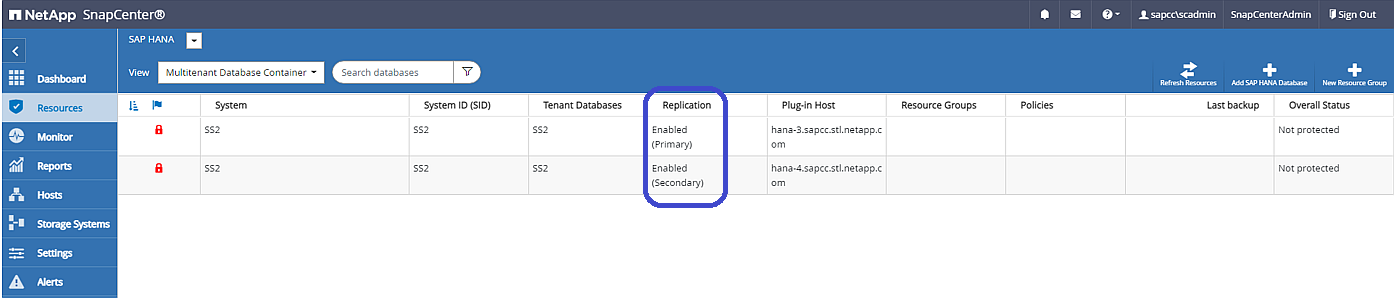 NetApp SnapCenter®
sapcc\scadmin SnapCenterAdmin Sign Out
SAP HANA
View Multitenant Database Container Search databases
Refresh Resources Add SAP HANA Database New Resource Group
Dashboard
Resources
Monitor
Reports
Hosts
Storage Systems
Settings
Alerts
System System ID (SID) Tenant Databases Replication Plug-in Host Resource Groups Policies Last backup Overall Status
SS2 SS2 SS2 Enabled hana-3.sapcc.stl.netapp.c Not protected
(Primary) om
SS2 SS2 SS2 Enabled hana-4.sapcc.stl.netapp.c Not protected
(Secondary) om